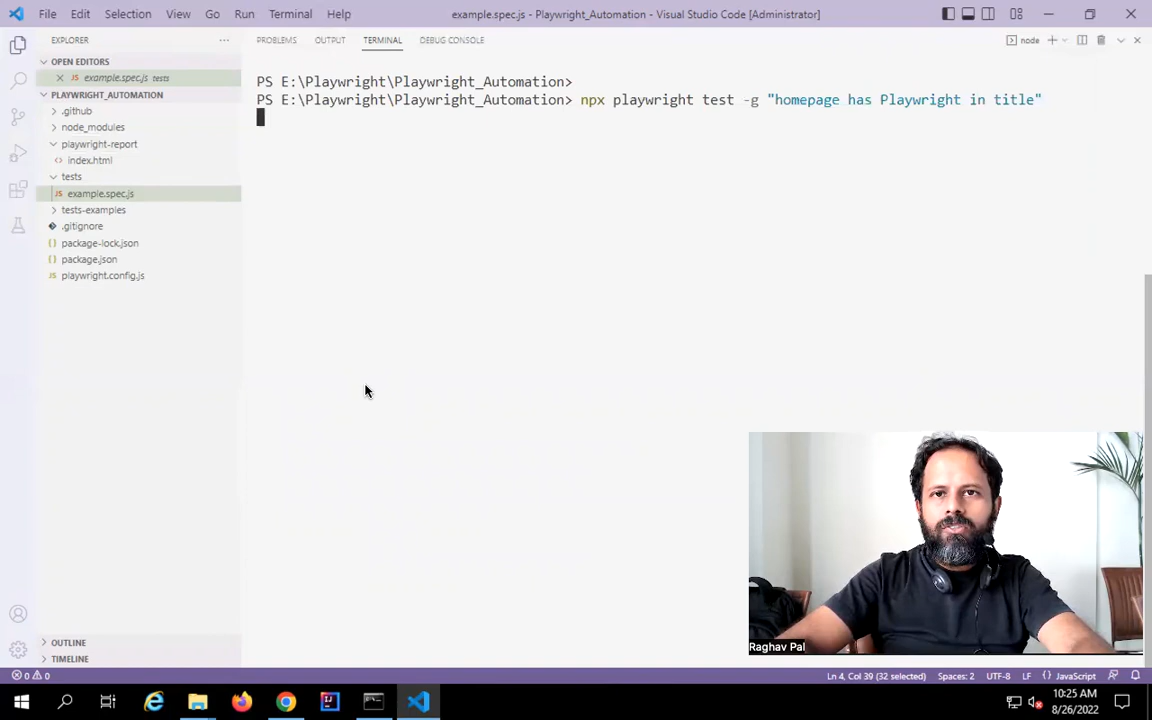 File Edit Selection View Go Run Terminal Help
example.spec.js - Playwright_Automation - Visual Studio Code [Administrator]
EXPLORER
OPEN EDITORS
example.spec.js tests
PLAYWRIGHT_AUTOMATION
.github
node_modules
playwright-report
index.html
tests
JS example.spec.js
tests-examples
.gitignore
package-lock.json
package.json
JS playwright.config.js
OUTLINE
TIMELINE
PROBLEMS OUTPUT TERMINAL DEBUG CONSOLE
node
PS E:\Playwright\Playwright_Automation>
PS E:\Playwright\Playwright_Automation> npx playwright test -g "homepage has Playwright in title"
Raghav Pal
0 0
Ln 4, Col 39 (32 selected) Spaces: 2 UTF-8 LF {} JavaScript
10:25 AM
8/26/2022